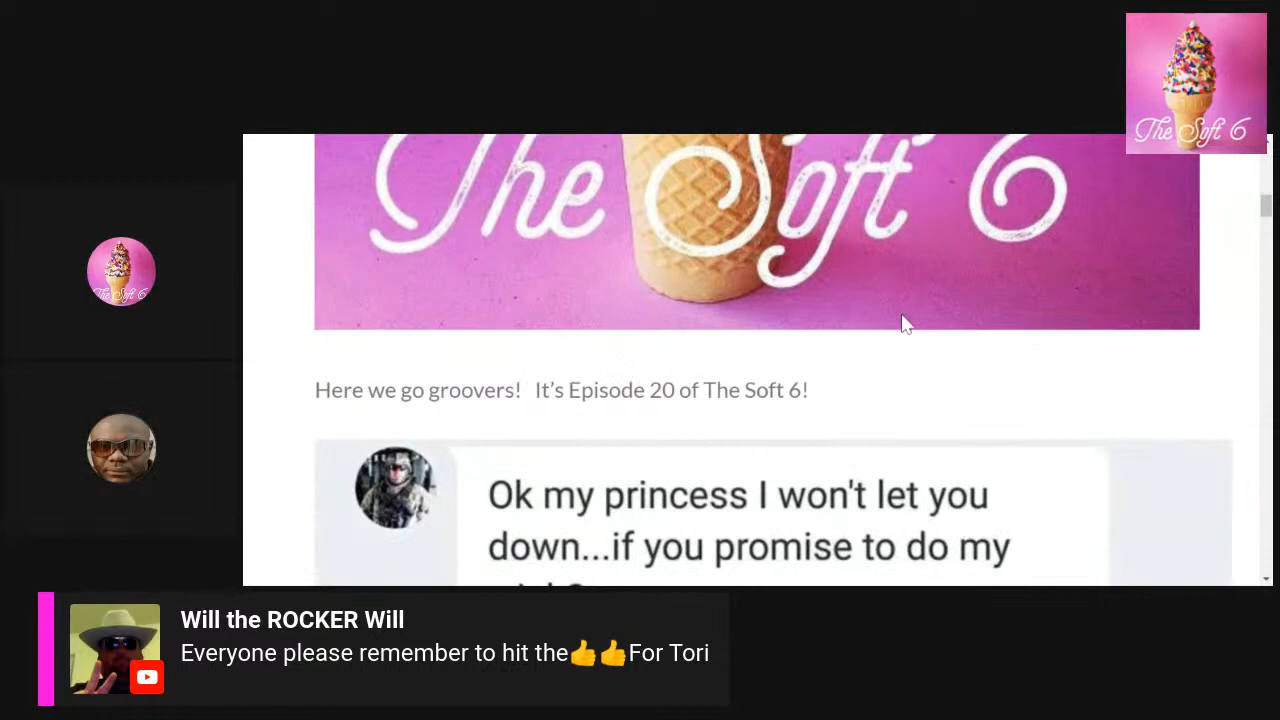 The Soft 6
The Soft 6
Here we go groovers! It’s Episode 20 of The Soft 6!
The Soft 6
Ok my princess I won't let you
down...if you promise to do my
Will the ROCKER Will
Everyone please remember to hit the👍👍For Tori